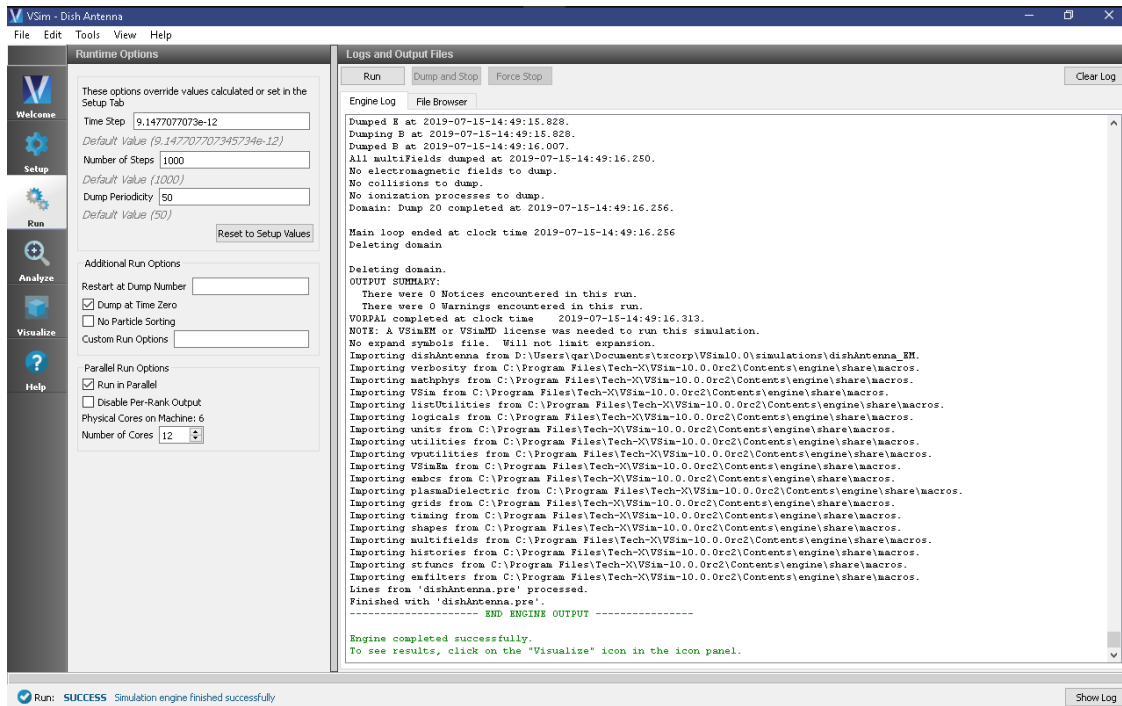 VSim - Dish Antenna
File Edit Tools View Help
Welcome
Setup
Run
Analyze
Visualize
Help
Runtime Options
These options override values calculated or set in the
Setup Tab
Time Step 9.1477077073e-12
Default Value (9.147707707345734e-12)
Number of Steps 1000
Default Value (1000)
Dump Periodicity 50
Default Value (50)
Reset to Setup Values
Additional Run Options
Restart at Dump Number
Dump at Time Zero
No Particle Sorting
Custom Run Options
Parallel Run Options
Run in Parallel
Disable Per-Rank Output
Physical Cores on Machine: 6
Number of Cores 12
Logs and Output Files
Run Dump and Stop Force Stop Clear Log
Engine Log File Browser
Dumped E at 2019-07-15-14:49:15.828.
Dumping B at 2019-07-15-14:49:15.828.
Dumped B at 2019-07-15-14:49:16.007.
All multiFields dumped at 2019-07-15-14:49:16.250.
No electromagnetic fields to dump.
No collisions to dump.
No ionization processes to dump.
Domain: Dump 20 completed at 2019-07-15-14:49:16.256.
Main loop ended at clock time 2019-07-15-14:49:16.256
Deleting domain
Deleting domain.
OUTPUT SUMMARY:
There were 0 Notices encountered in this run.
There were 0 Warnings encountered in this run.
VORPAL completed at clock time 2019-07-15-14:49:16.313.
NOTE: A VSimEM or VSimMD license was needed to run this simulation.
No expand symbols file. Will not limit expansion.
Importing dishAntenna from D:\Users\qar\Documents\txcorp\VSim10.0\simulations\dishAntenna_EM.
Importing verbosity from C:\Program Files\Tech-X\VSim-10.0.0rc2\Contents\engine\share\macros.
Importing mathphys from C:\Program Files\Tech-X\VSim-10.0.0rc2\Contents\engine\share\macros.
Importing VSim from C:\Program Files\Tech-X\VSim-10.0.0rc2\Contents\engine\share\macros.
Importing listUtilities from C:\Program Files\Tech-X\VSim-10.0.0rc2\Contents\engine\share\macros.
Importing logicals from C:\Program Files\Tech-X\VSim-10.0.0rc2\Contents\engine\share\macros.
Importing units from C:\Program Files\Tech-X\VSim-10.0.0rc2\Contents\engine\share\macros.
Importing utilities from C:\Program Files\Tech-X\VSim-10.0.0rc2\Contents\engine\share\macros.
Importing vputilities from C:\Program Files\Tech-X\VSim-10.0.0rc2\Contents\engine\share\macros.
Importing VSimEm from C:\Program Files\Tech-X\VSim-10.0.0rc2\Contents\engine\share\macros.
Importing embcs from C:\Program Files\Tech-X\VSim-10.0.0rc2\Contents\engine\share\macros.
Importing plasmaDielectric from C:\Program Files\Tech-X\VSim-10.0.0rc2\Contents\engine\share\macros.
Importing grids from C:\Program Files\Tech-X\VSim-10.0.0rc2\Contents\engine\share\macros.
Importing timing from C:\Program Files\Tech-X\VSim-10.0.0rc2\Contents\engine\share\macros.
Importing shapes from C:\Program Files\Tech-X\VSim-10.0.0rc2\Contents\engine\share\macros.
Importing multifields from C:\Program Files\Tech-X\VSim-10.0.0rc2\Contents\engine\share\macros.
Importing histories from C:\Program Files\Tech-X\VSim-10.0.0rc2\Contents\engine\share\macros.
Importing stfuncs from C:\Program Files\Tech-X\VSim-10.0.0rc2\Contents\engine\share\macros.
Importing emfilters from C:\Program Files\Tech-X\VSim-10.0.0rc2\Contents\engine\share\macros.
Lines from 'dishAntenna.pre' processed.
Finished with 'dishAntenna.pre'.
---------------------- END ENGINE OUTPUT ----------------
Engine completed successfully.
To see results, click on the "Visualize" icon in the icon panel.
Run: SUCCESS Simulation engine finished successfully
Show Log